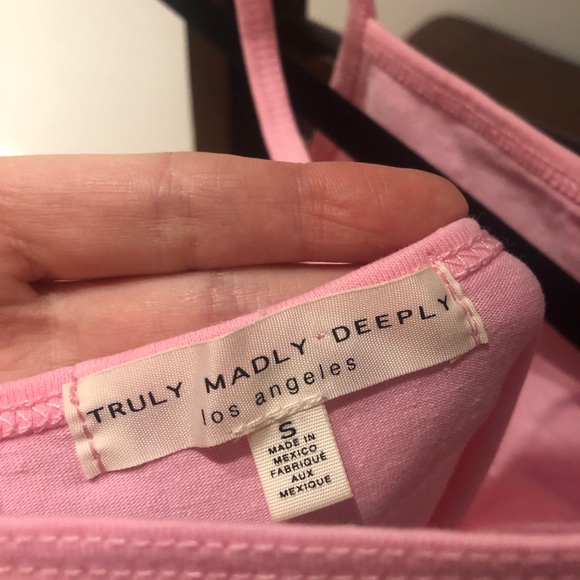 TRULY MADLY DEEPLY
los angeles
S
MADE IN
MEXICO
FABRIQUE
AUX
MEXIQUE